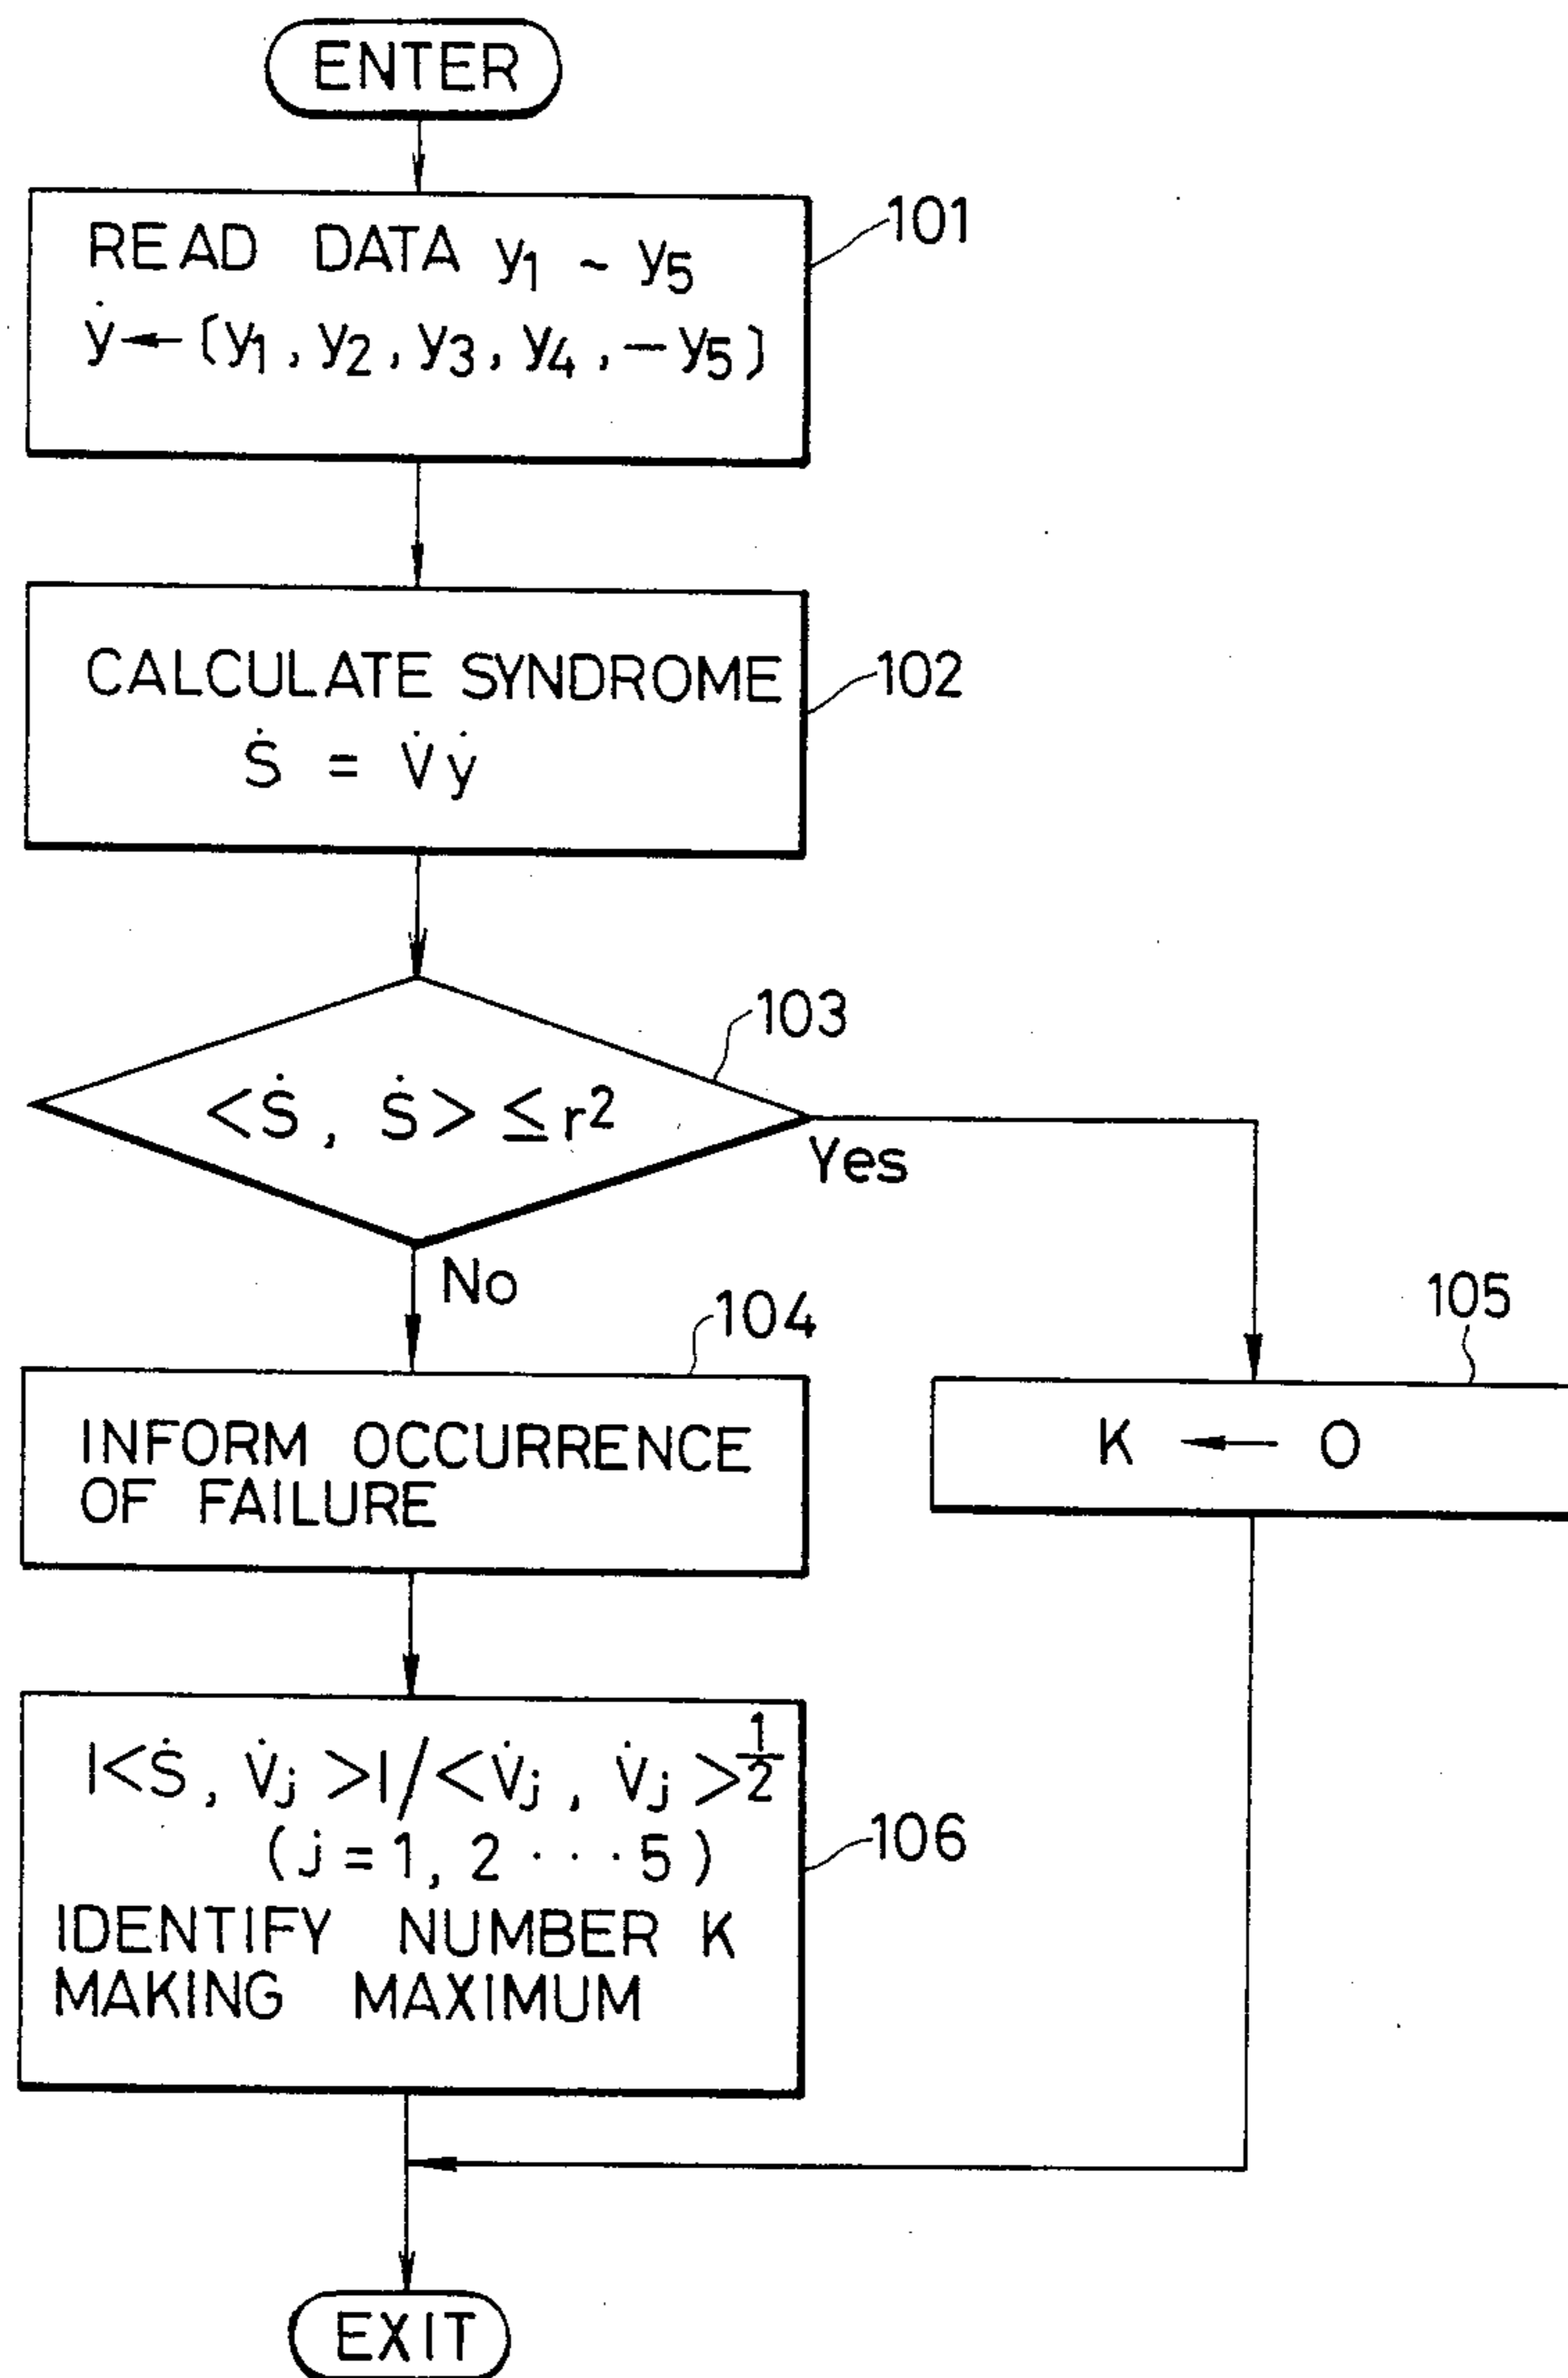 ENTER
READ DATA y₁ ~ y₅
ẏ ← (y₁, y₂, y₃, y₄, −y₅)
101
CALCULATE SYNDROME
Ṡ = V̇ẏ
102
103
<Ṡ, Ṡ> ≤ r²
Yes
No
104
INFORM OCCURRENCE
OF FAILURE
105
K ← O
|<Ṡ, V̇j>|/<V̇j, V̇j>^1/2
(j = 1, 2 · · · 5)
IDENTIFY NUMBER K
MAKING MAXIMUM
106
EXIT